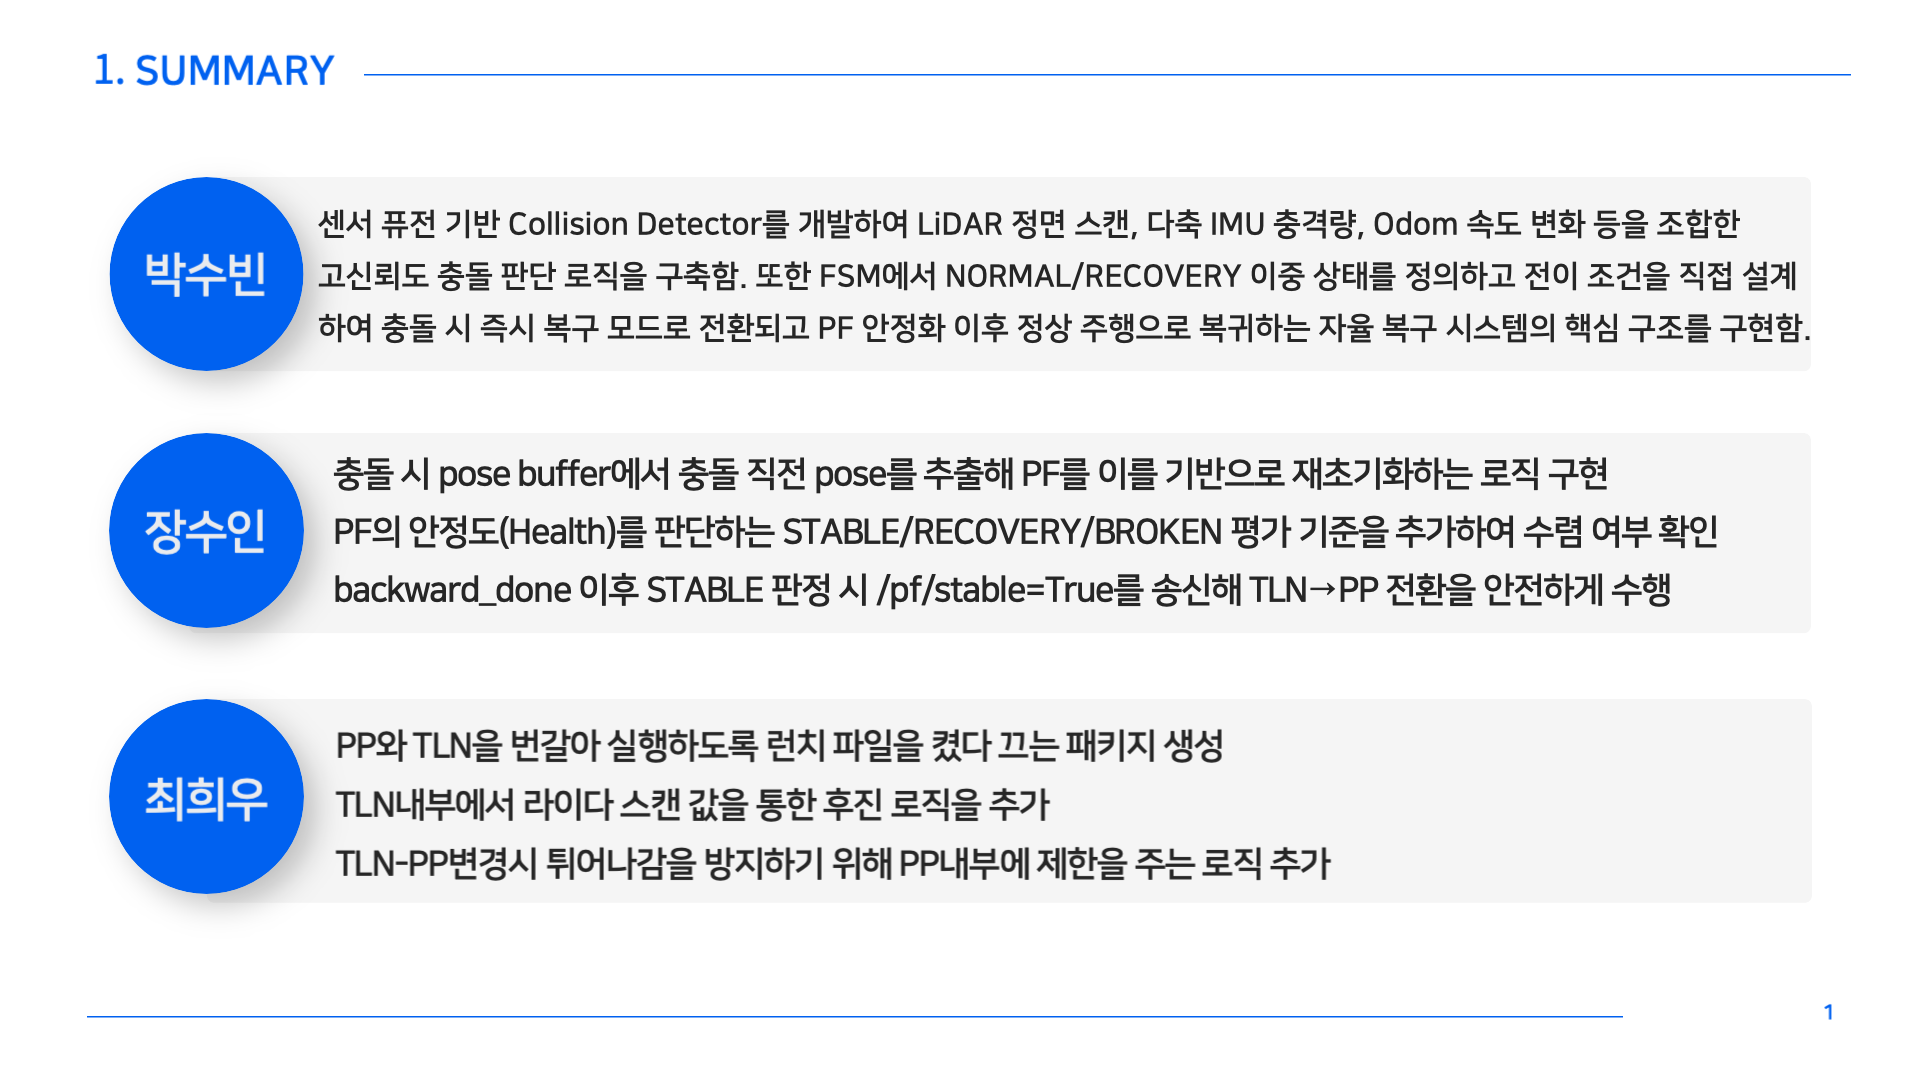 1. SUMMARY
박수빈
센서 퓨전 기반 Collision Detector를 개발하여 LiDAR 정면 스캔, 다축 IMU 충격량, Odom 속도 변화 등을 조합한
고신뢰도 충돌 판단 로직을 구축함. 또한 FSM에서 NORMAL/RECOVERY 이중 상태를 정의하고 전이 조건을 직접 설계
하여 충돌 시 즉시 복구 모드로 전환되고 PF 안정화 이후 정상 주행으로 복귀하는 자율 복구 시스템의 핵심 구조를 구현함.
장수인
충돌 시 pose buffer에서 충돌 직전 pose를 추출해 PF를 이를 기반으로 재초기화하는 로직 구현
PF의 안정도(Health)를 판단하는 STABLE/RECOVERY/BROKEN 평가 기준을 추가하여 수렴 여부 확인
backward_done 이후 STABLE 판정 시 /pf/stable=True를 송신해 TLN→PP 전환을 안전하게 수행
최희우
PP와 TLN을 번갈아 실행하도록 런치 파일을 켰다 끄는 패키지 생성
TLN내부에서 라이다 스캔 값을 통한 후진 로직을 추가
TLN-PP변경시 튀어나감을 방지하기 위해 PP내부에 제한을 주는 로직 추가
1